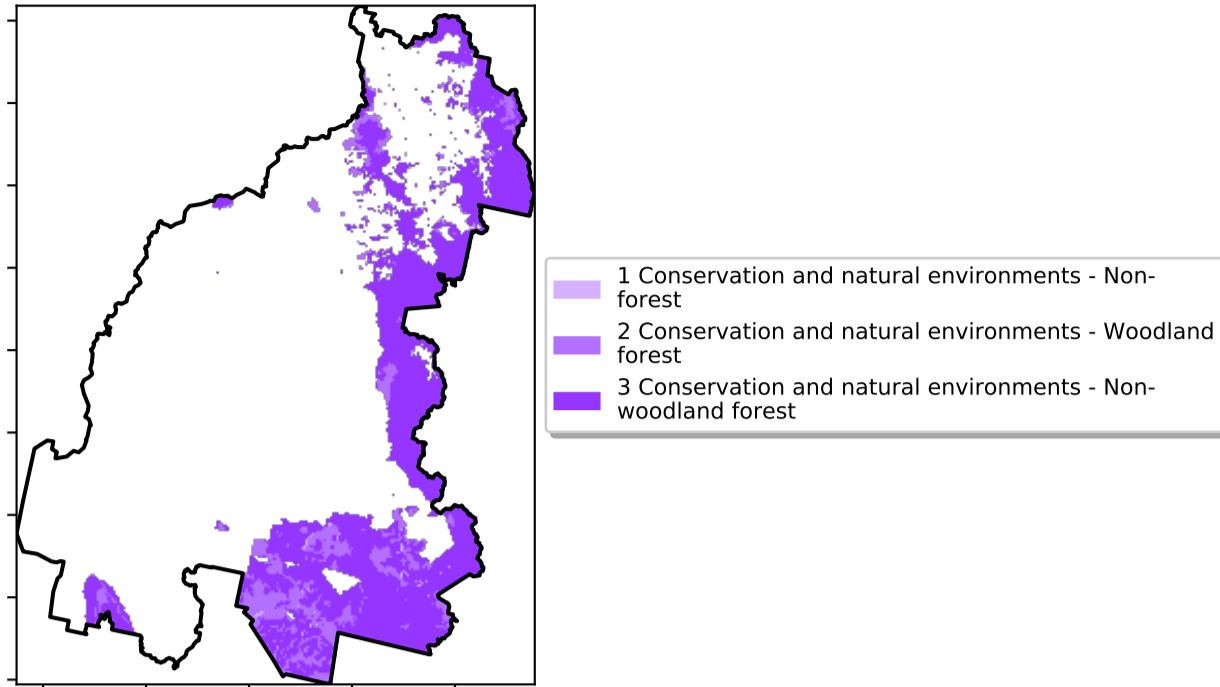 1 Conservation and natural environments - Non-
forest
2 Conservation and natural environments - Woodland
forest
3 Conservation and natural environments - Non-
woodland forest